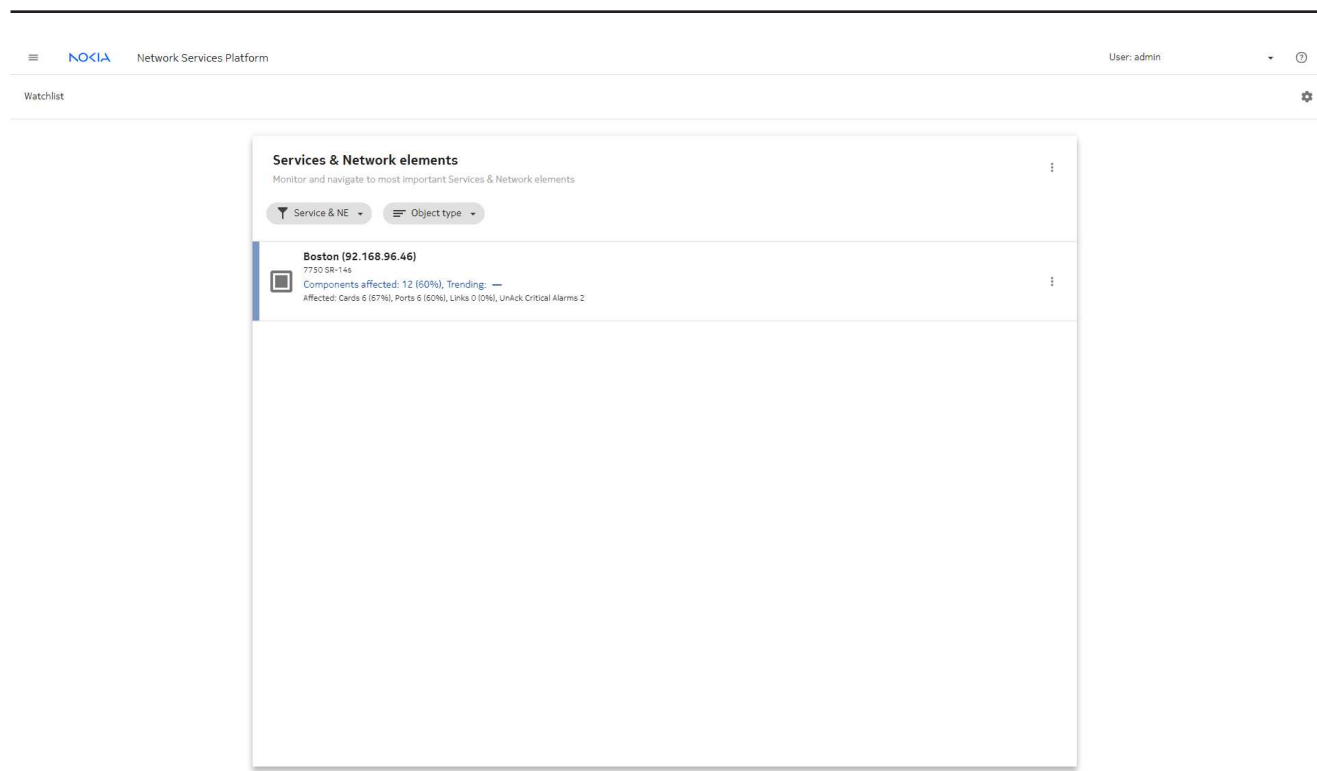 NOKIA Network Services Platform User: admin
Watchlist
Services & Network elements
Monitor and navigate to most important Services & Network elements
Service & NE Object type
Boston (92.168.96.46)
7750 SR-14s
Components affected: 12 (60%), Trending: —
Affected: Cards 6 (67%), Ports 6 (60%), Links 0 (0%), UnAck Critical Alarms 2